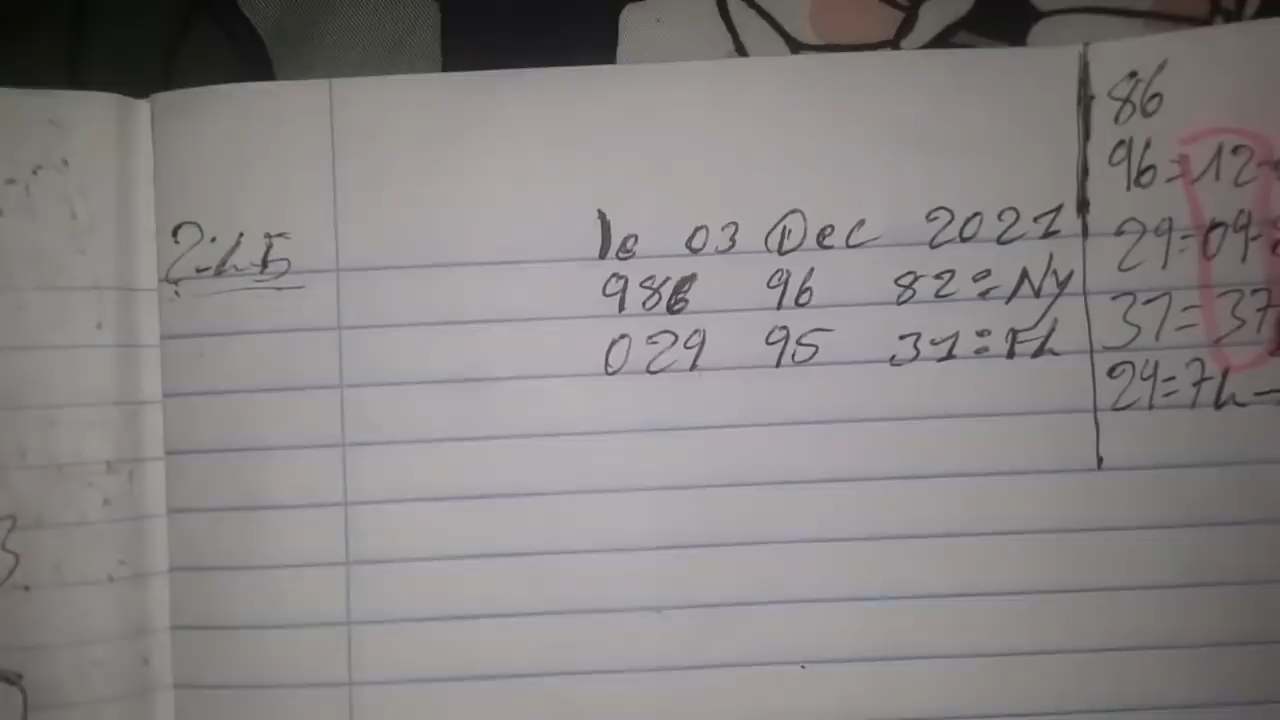 le 03 Dec 2021
986 96 82:=Ny
029 95 31:=FL
86
96=12-
29=09-
31=37
24=7h-